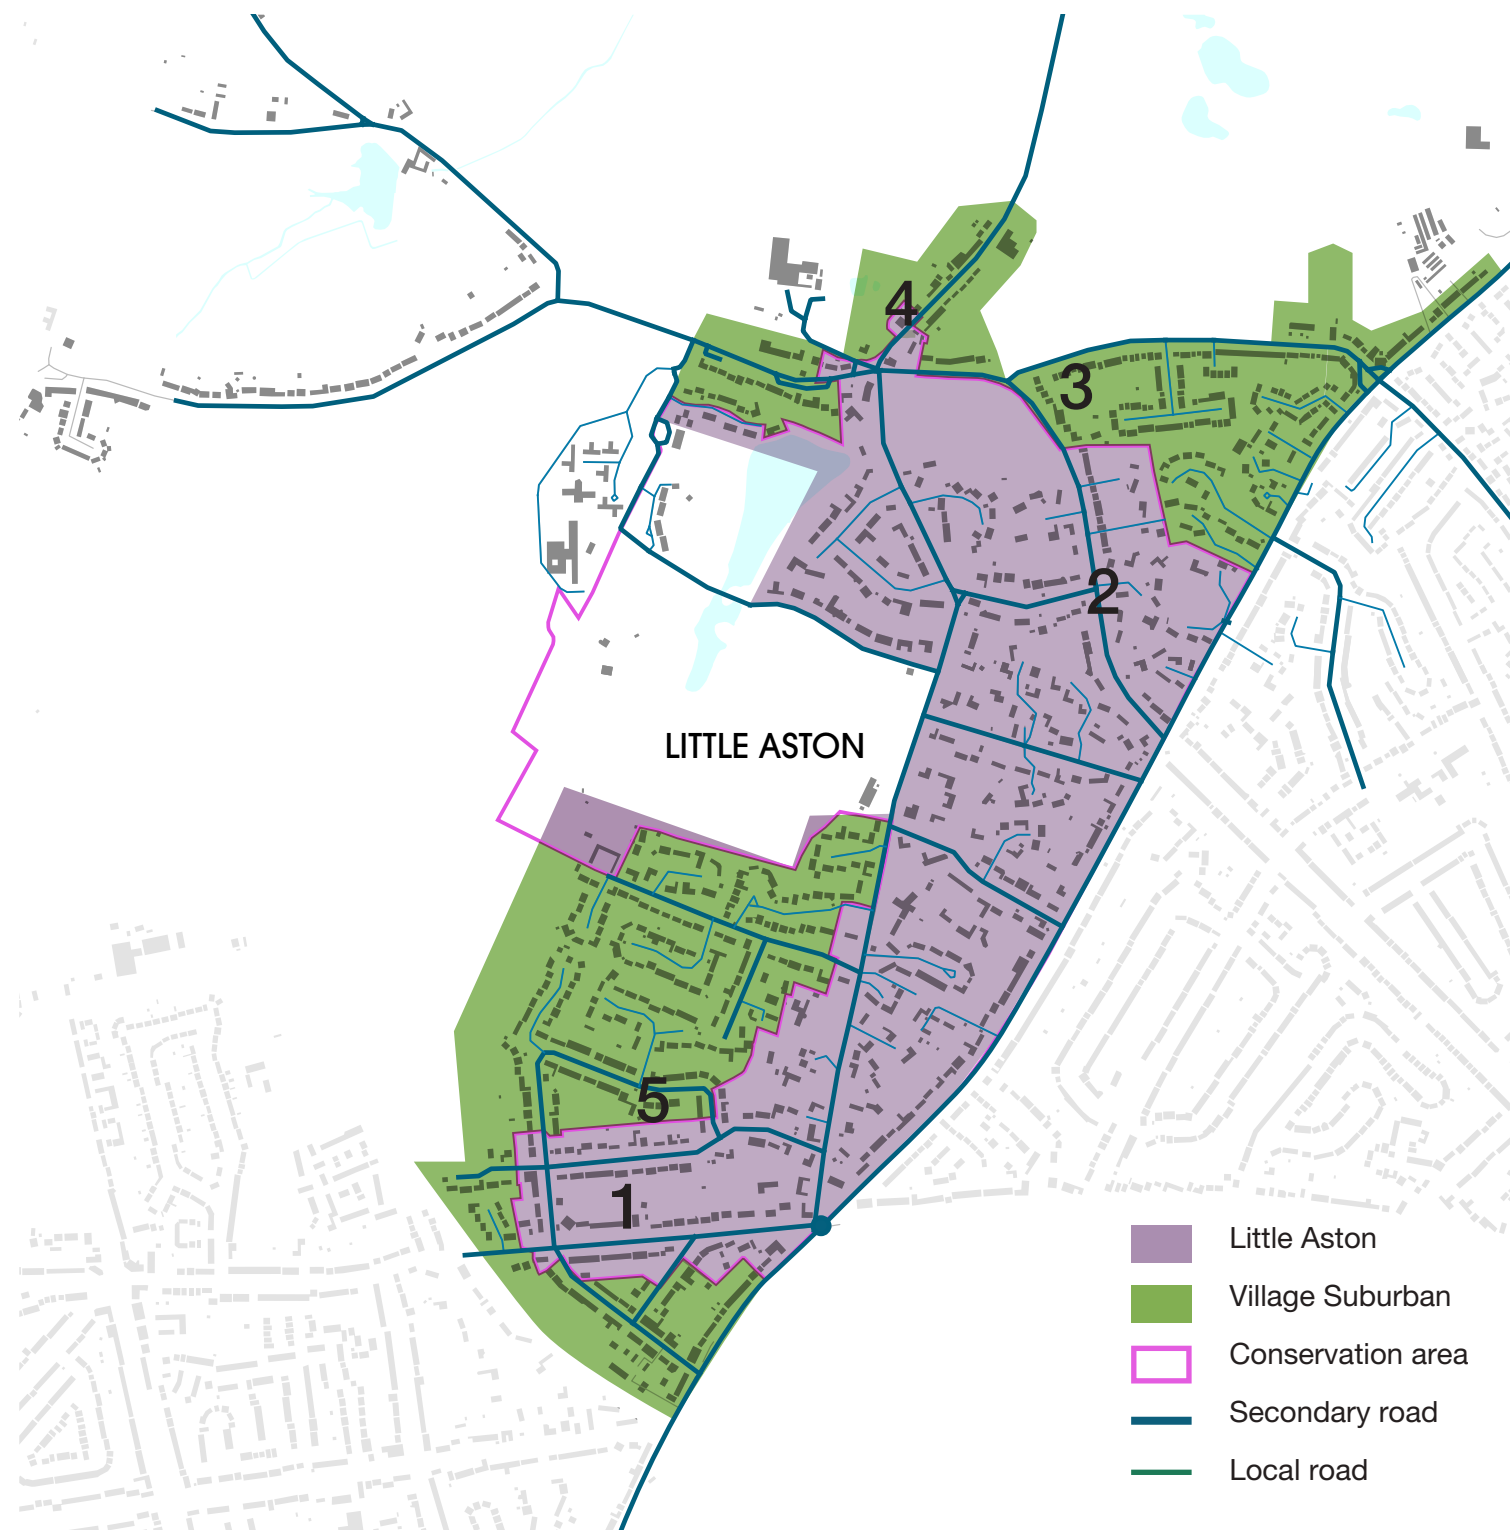 4
3
2
LITTLE ASTON
5
1
Little Aston
Village Suburban
Conservation area
Secondary road
Local road